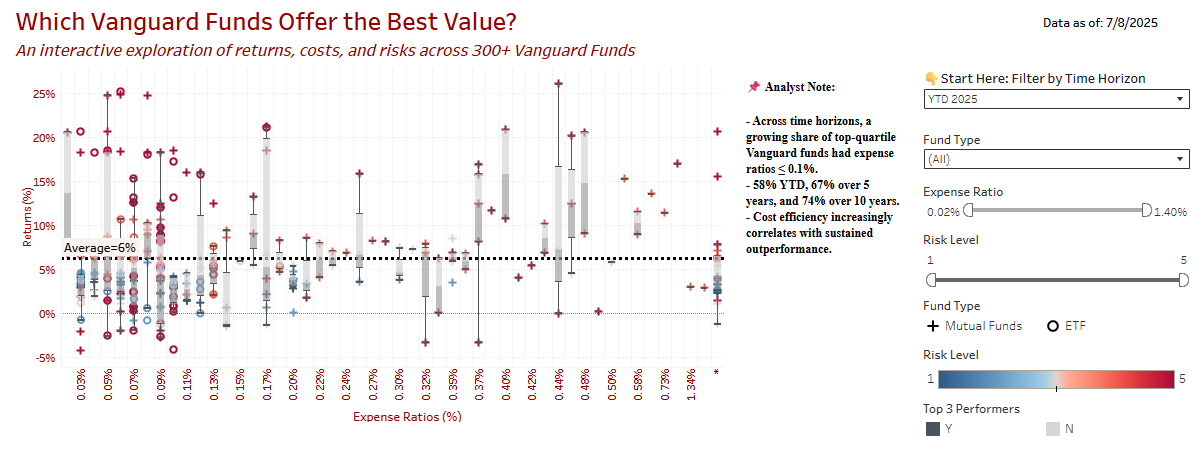 Which Vanguard Funds Offer the Best Value?
Data as of: 7/8/2025
An interactive exploration of returns, costs, and risks across 300+ Vanguard Funds
25%
20%
15%
10%
5%
0%
-5%
Returns (%)
Average=6%
0.03%
0.05%
0.07%
0.09%
0.11%
0.13%
0.15%
0.17%
0.20%
0.22%
0.24%
0.27%
0.30%
0.32%
0.35%
0.37%
0.40%
0.42%
0.44%
0.48%
0.50%
0.58%
0.73%
1.34%
*
Expense Ratios (%)
📌 Analyst Note:
- Across time horizons, a
growing share of top-quartile
Vanguard funds had expense
ratios ≤ 0.1%.
- 58% YTD, 67% over 5
years, and 74% over 10 years.
- Cost efficiency increasingly
correlates with sustained
outperformance.
👇 Start Here: Filter by Time Horizon
YTD 2025
Fund Type
(All)
Expense Ratio
0.02% 1.40%
Risk Level
1 5
Fund Type
Mutual Funds ETF
Risk Level
1 5
Top 3 Performers
Y N